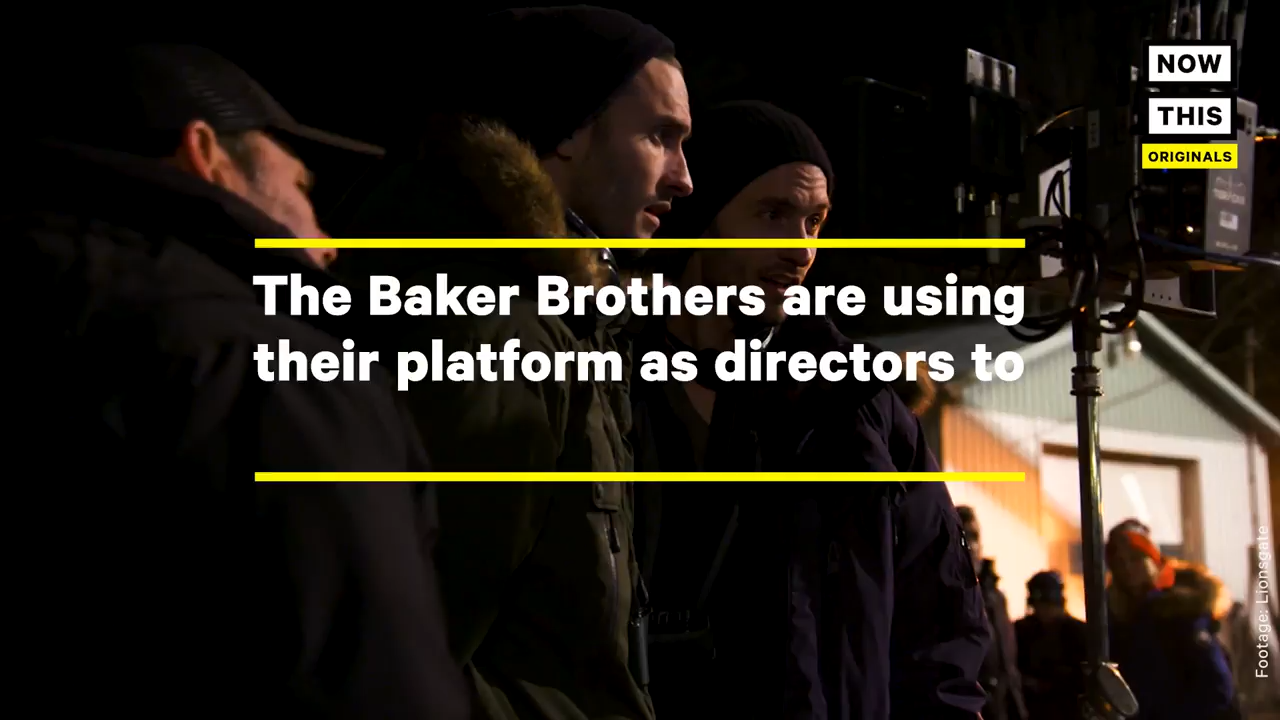 NOW
THIS
ORIGINALS
The Baker Brothers are using
their platform as directors to
Footage: Lionsgate